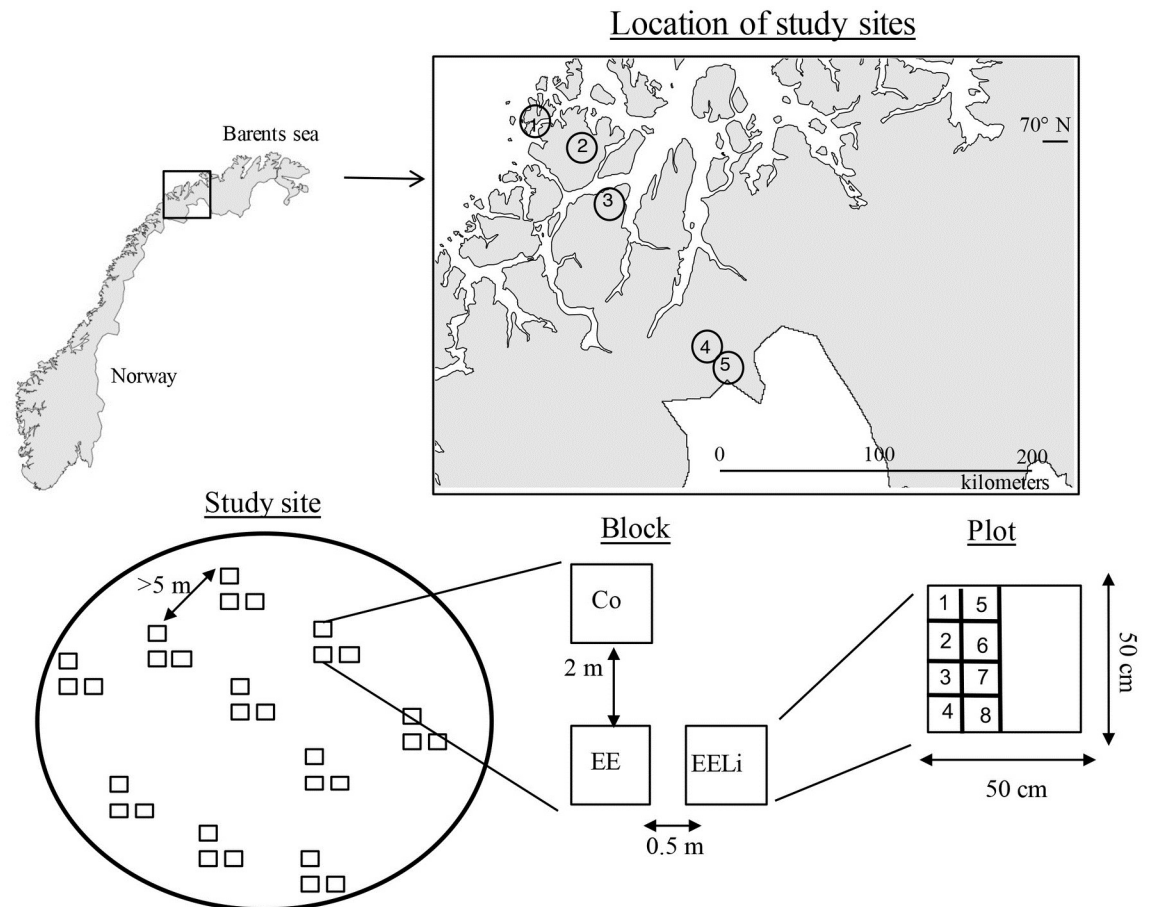 Location of study sites
Barents sea
Norway
70° N
1
2
3
4
5
0 100 200
kilometers
Study site
>5 m
Block
Co
2 m
EE
EELi
0.5 m
Plot
1 5
2 6
3 7
4 8
50 cm
50 cm